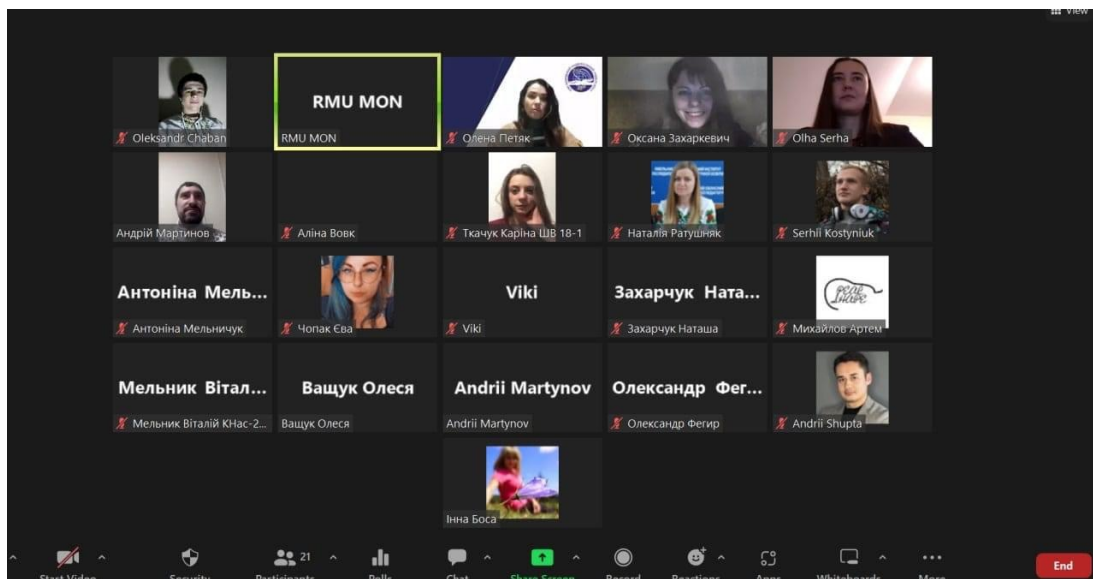 View
Oleksandr Chaban
RMU MON
RMU MON
Олена Петяк
Оксана Захаркевич
Olha Serha
Андрій Мартинов
Аліна Вовк
Ткачук Каріна ШВ 18-1
Наталія Ратушняк
Serhii Kostyniuk
Антоніна Мель...
Антоніна Мельничук
Чопак Єва
Viki
Viki
Захарчук Ната...
Захарчук Наташа
Михайлов Артем
Мельник Вітал...
Мельник Віталій КНас-2...
Ващук Олеся
Ващук Олеся
Andrii Martynov
Andrii Martynov
Олександр Фег...
Олександр Фегир
Andrii Shupta
Інна Боса
21
Start Video
Security
Participants
Polls
Chat
Share Screen
Record
Reactions
Apps
Whiteboards
More
End